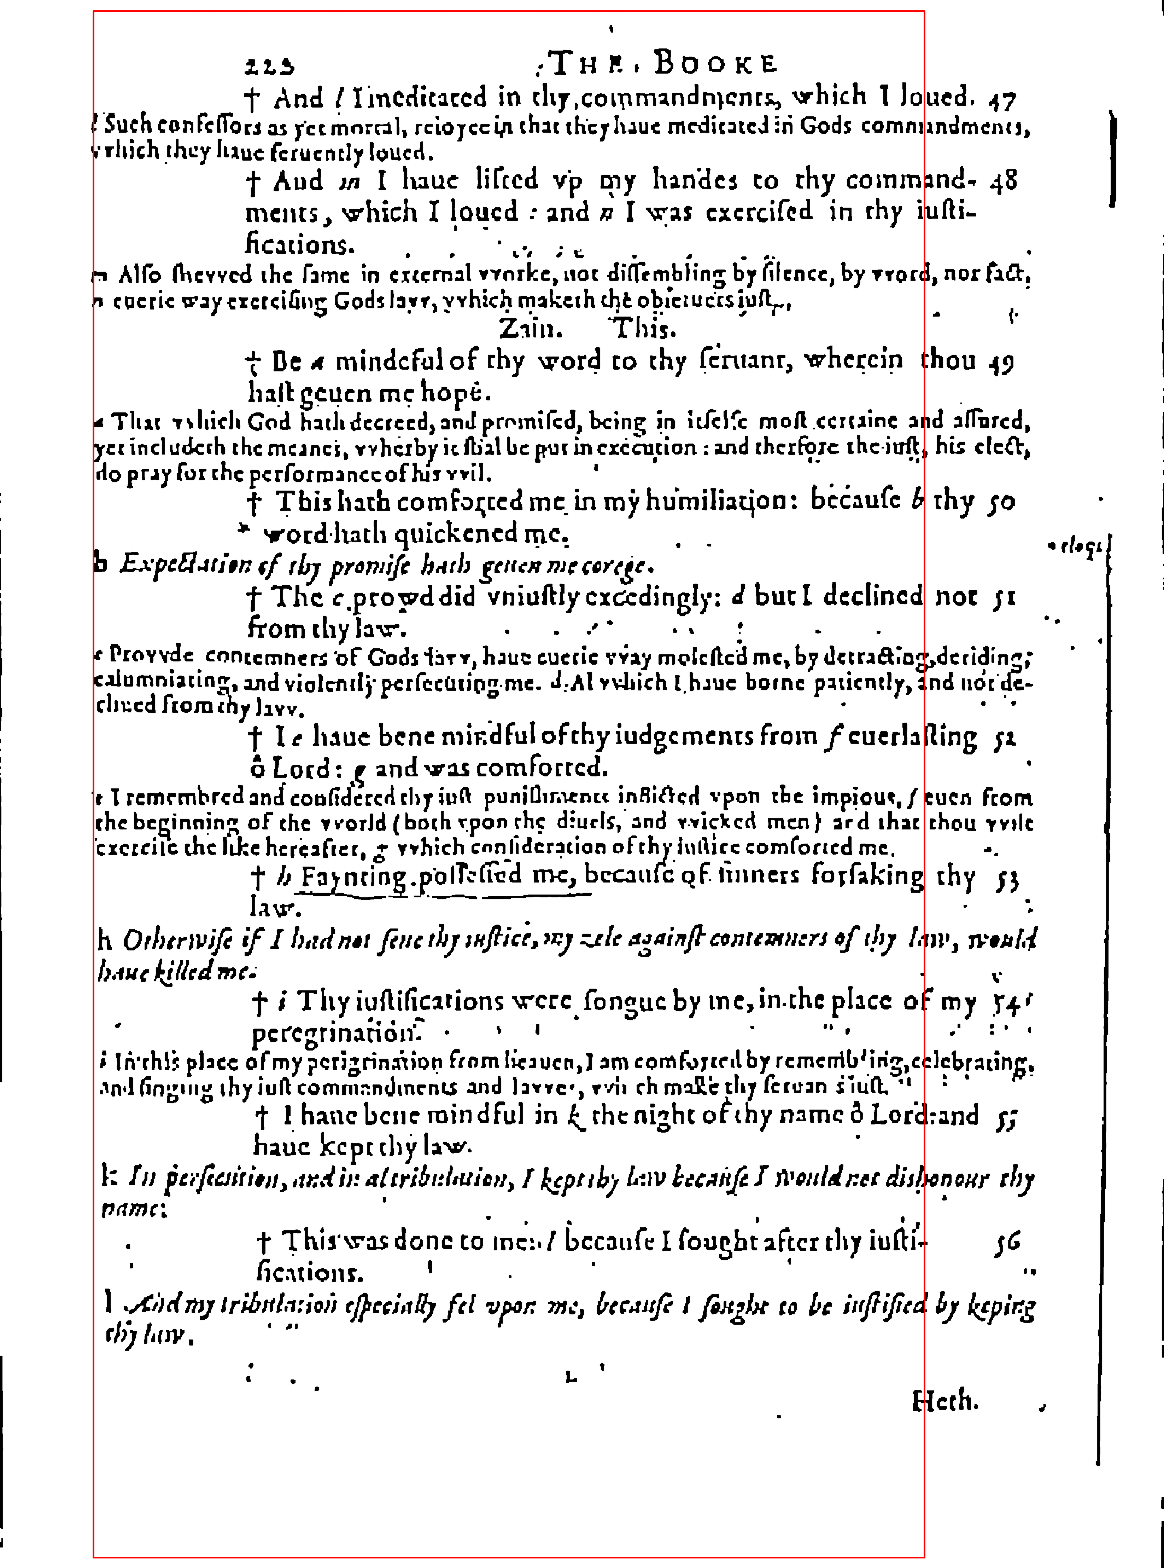 223 THE BOOKE
† And l I meditated in thy commandments, which I loued. 47
l Such confessors as yet mortal, reioyce in that they haue medicated in Gods commandments,
vvhich they haue feruently loued.
† And m I haue lifted vp my handes to thy command- 48
ments, which I loued : and n I was exercised in thy iusti-
fications.
m Also shevved the same in external vvorke, not dissembling by silence, by vvord, nor fact,
n euerie way exercising Gods lavv, vvhich maketh the obseruers iust.
Zain. This.
† Be a mindeful of thy word to thy seruant, wherein thou 49
hast geuen me hope.
a That vvhich God hath decreed, and promised, being in itselfe most certaine and assured,
yet includeth the meanes, vvherby it shal be put in execution : and therfore the iust, his elect,
do pray for the performance of his vvil.
† This hath comforted me in my humiliation: because b thy 50
* word hath quickened me. * eloqi
b Expectation of thy promise hath geuen me corege.
† The c prowd did vniustly excedingly: d but I declined not 51
from thy law.
c Provvde contemners of Gods lavv, haue euerie vvay molested me, by detracting, deriding,
calumniating, and violently persecuting me. d. Al vvhich I haue borne patiently, and not de-
clined from thy lavv.
† I e haue bene mindful of thy iudgements from f euerlasting 52
ô Lord: g and was comforted.
e I remembred and considered thy iust punishments inflicted vpon the impious, f euen from
the beginning of the vvorld (both vpon the diuels, and vvicked men) and that thou vvilt
exercise the like hereafter, g vvhich consideration of thy iustice comforted me.
† h Faynting possessed me, because of sinners forsaking thy 53
law.
h Otherwise if I had not sene thy iustice, my zele against contemners of thy law, would
haue killed me.
† i Thy iustifications were songue by me, in the place of my 54
peregrination.
i In this place of my perigrination from heauen, I am comforted by remembring, celebrating,
and singing thy iust commandments and lavves, vvhich make thy seruants iust.
† I haue bene mindful in k the night of thy name ô Lord: and 55
haue kept thy law.
k In persecution, and in al tribulation, I kept thy law because I would not dishonour thy
name.
† This was done to me: l because I sought after thy iusti- 56
fications.
l And my tribulation especially fel vpon me, because I sought to be iustified by keping
thy law.
Heth.